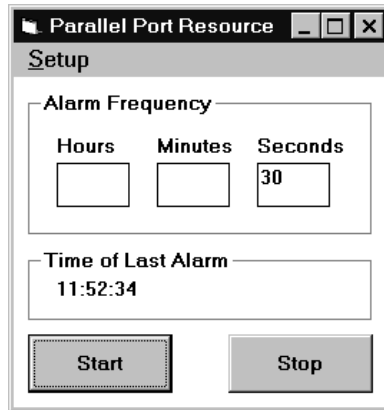 Parallel Port Resource
Setup
Alarm Frequency
Hours Minutes Seconds
30
Time of Last Alarm
11:52:34
Start Stop